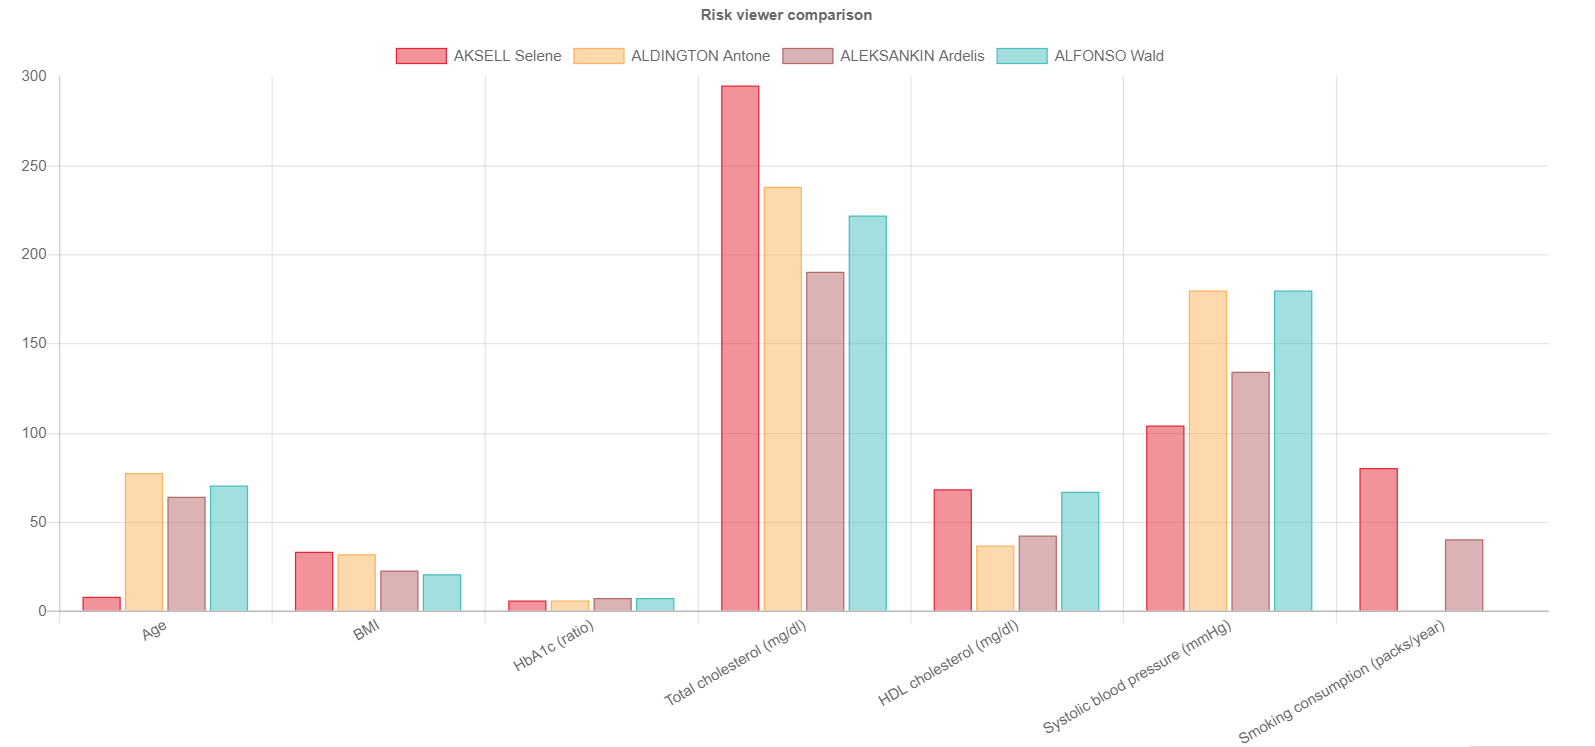 Risk viewer comparison
AKSELL Selene ALDINGTON Antone ALEKSANKIN Ardelis ALFONSO Wald
300
250
200
150
100
50
0
Age BMI HbA1c (ratio) Total cholesterol (mg/dl) HDL cholesterol (mg/dl) Systolic blood pressure (mmHg) Smoking consumption (packs/year)